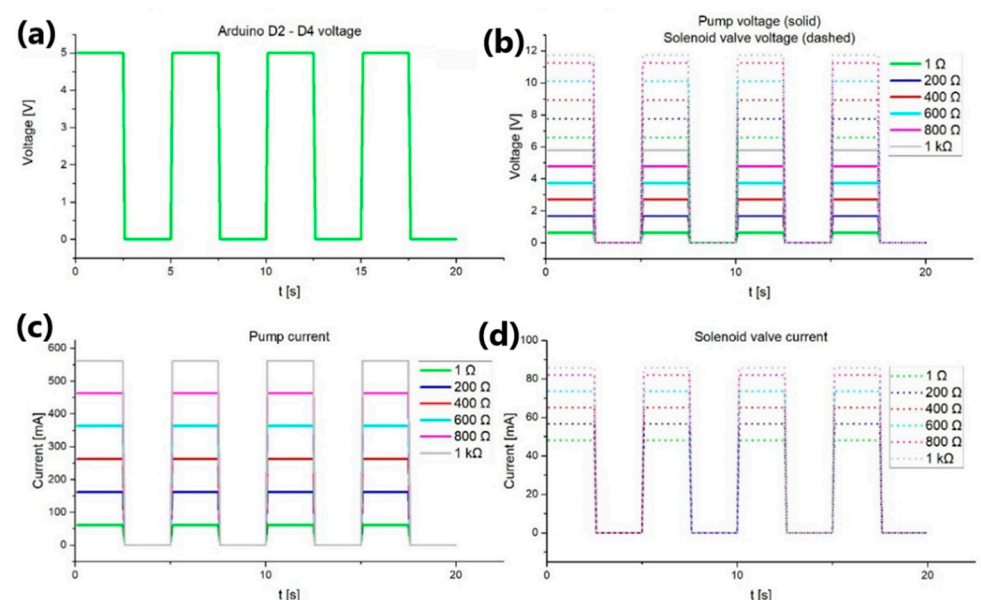 (a)
Arduino D2 - D4 voltage
Voltage [V]
5
4
3
2
1
0
0 5 10 15 20
t [s]
(b)
Pump voltage (solid)
Solenoid valve voltage (dashed)
Voltage [V]
12
10
8
6
4
2
0
0 10 20
t [s]
1 Ω
200 Ω
400 Ω
600 Ω
800 Ω
1 kΩ
(c)
Pump current
Current [mA]
600
500
400
300
200
100
0
0 10 20
t [s]
1 Ω
200 Ω
400 Ω
600 Ω
800 Ω
1 kΩ
(d)
Solenoid valve current
Current [mA]
100
80
60
40
20
0
0 10 20
t [s]
1 Ω
200 Ω
400 Ω
600 Ω
800 Ω
1 kΩ